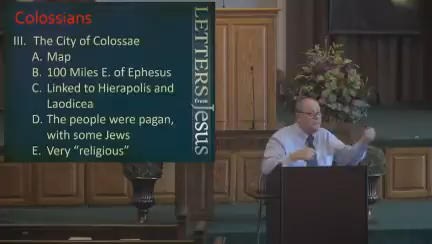 Colossians
III. The City of Colossae
A. Map
B. 100 Miles E. of Ephesus
C. Linked to Hierapolis and
Laodicea
D. The people were pagan,
with some Jews
E. Very “religious”
LETTERS from Jesus